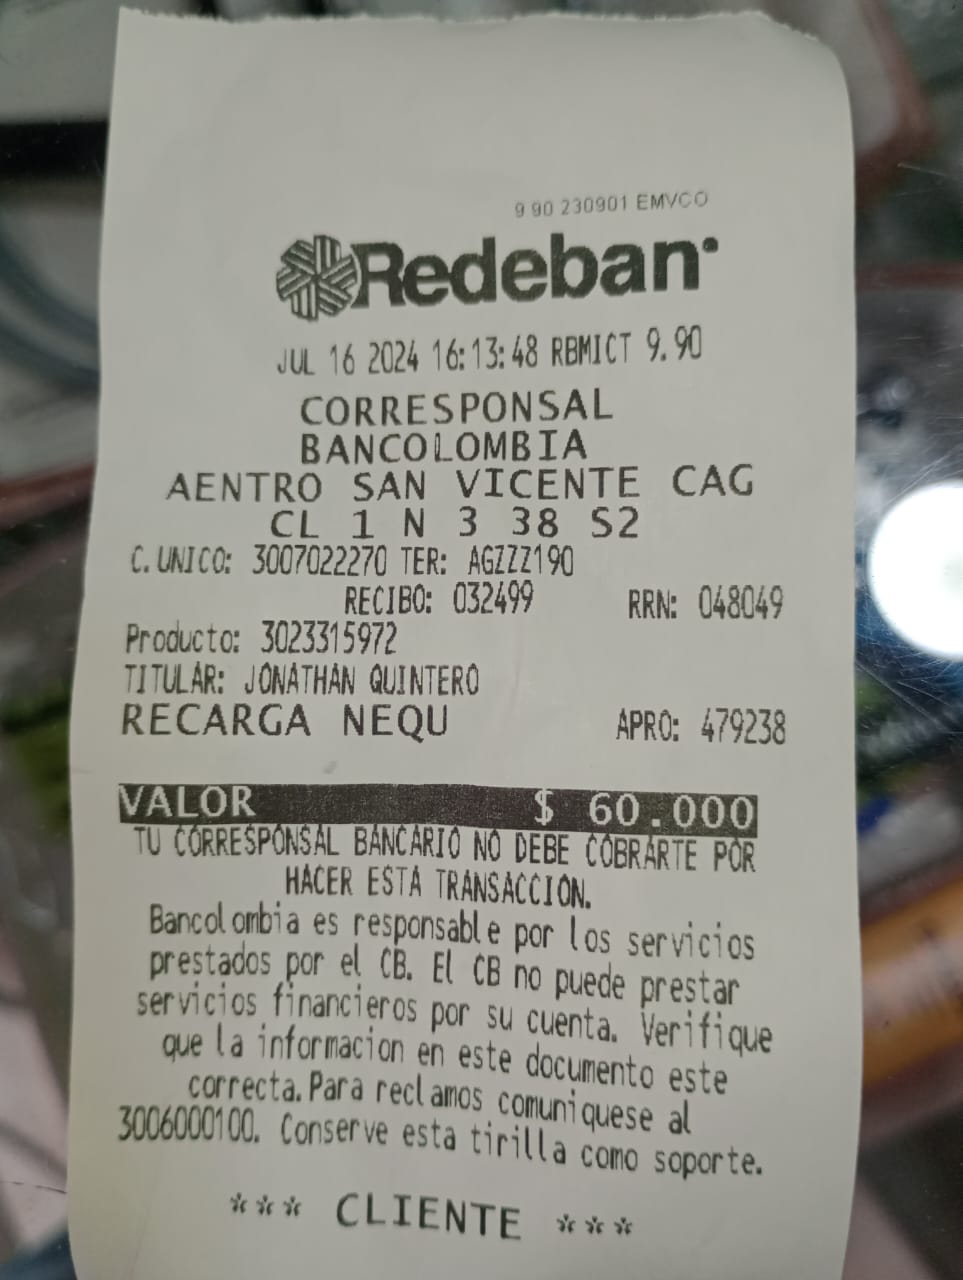 9 90 230901 EMVCO
Redeban
JUL 16 2024 16:13:48 RBMICT 9.90
CORRESPONSAL
BANCOLOMBIA
AENTRO SAN VICENTE CAG
CL 1 N 3 38 S2
C. UNICO: 3007022270 TER: AGZZZ190
RECIBO: 032499 RRN: 048049
Producto: 3023315972
TITULAR: JONATHAN QUINTERO
RECARGA NEQU APRO: 479238
VALOR $ 60.000
TU CORRESPONSAL BANCARIO NO DEBE COBRARTE POR
HACER ESTA TRANSACCION.
Bancolombia es responsable por los servicios
prestados por el CB. El CB no puede prestar
servicios financieros por su cuenta. Verifique
que la informacion en este documento este
correcta.Para reclamos comuniquese al
3006000100. Conserve esta tirilla como soporte.
*** CLIENTE ***